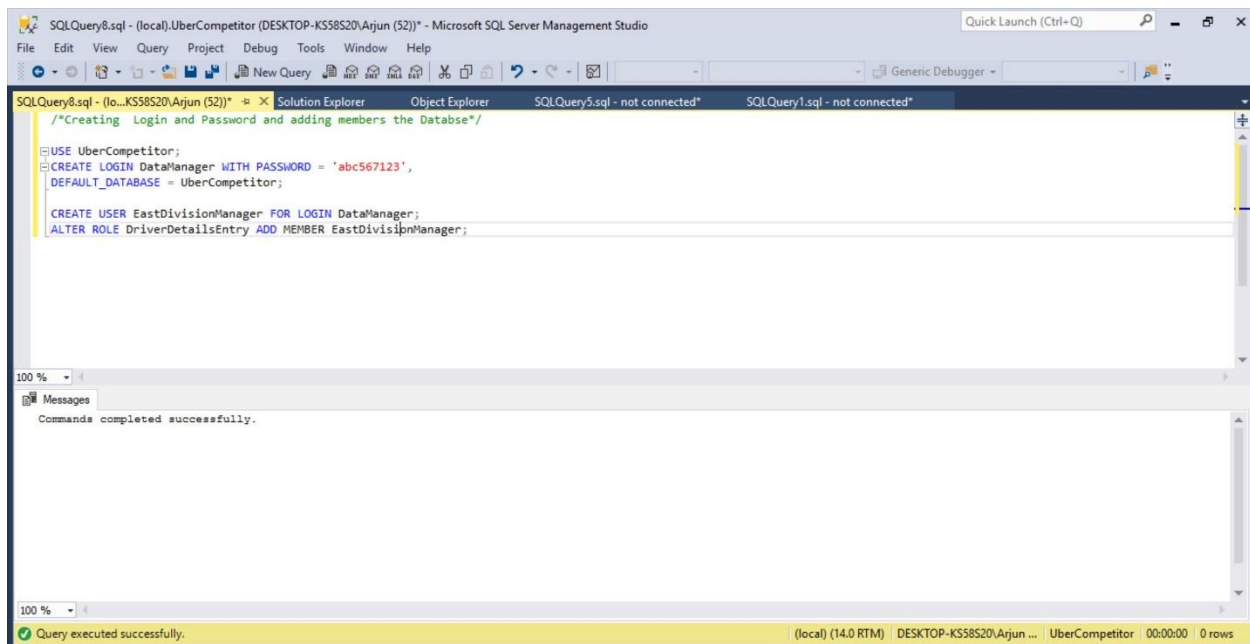 SQLQuery8.sql - (local).UberCompetitor (DESKTOP-KS58S20\Arjun (52))* - Microsoft SQL Server Management Studio
Quick Launch (Ctrl+Q)
File Edit View Query Project Debug Tools Window Help
New Query
Generic Debugger
SQLQuery8.sql - (lo...KS58S20\Arjun (52))* Solution Explorer Object Explorer SQLQuery5.sql - not connected* SQLQuery1.sql - not connected*
/*Creating Login and Password and adding members the Databse*/
USE UberCompetitor;
CREATE LOGIN DataManager WITH PASSWORD = 'abc567123',
DEFAULT_DATABASE = UberCompetitor;
CREATE USER EastDivisionManager FOR LOGIN DataManager;
ALTER ROLE DriverDetailsEntry ADD MEMBER EastDivisionManager;
100 %
Messages
Commands completed successfully.
100 %
Query executed successfully.
(local) (14.0 RTM) DESKTOP-KS58S20\Arjun ... UberCompetitor 00:00:00 0 rows